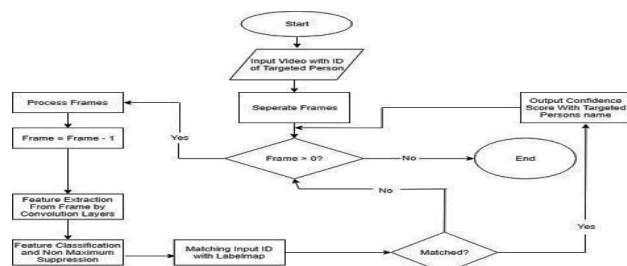 Start
Input Video with ID
of Targeted Person
Seperate Frames
Process Frames
Yes
Frame = Frame - 1
Frame > 0?
No
End
Output Confidence
Score With Targeted
Persons name
Feature Extraction
From Frame by
Convolution Layers
No
Yes
Feature Classification
and Non Maximum
Suppression
Matching Input ID
with Labelmap
Matched?